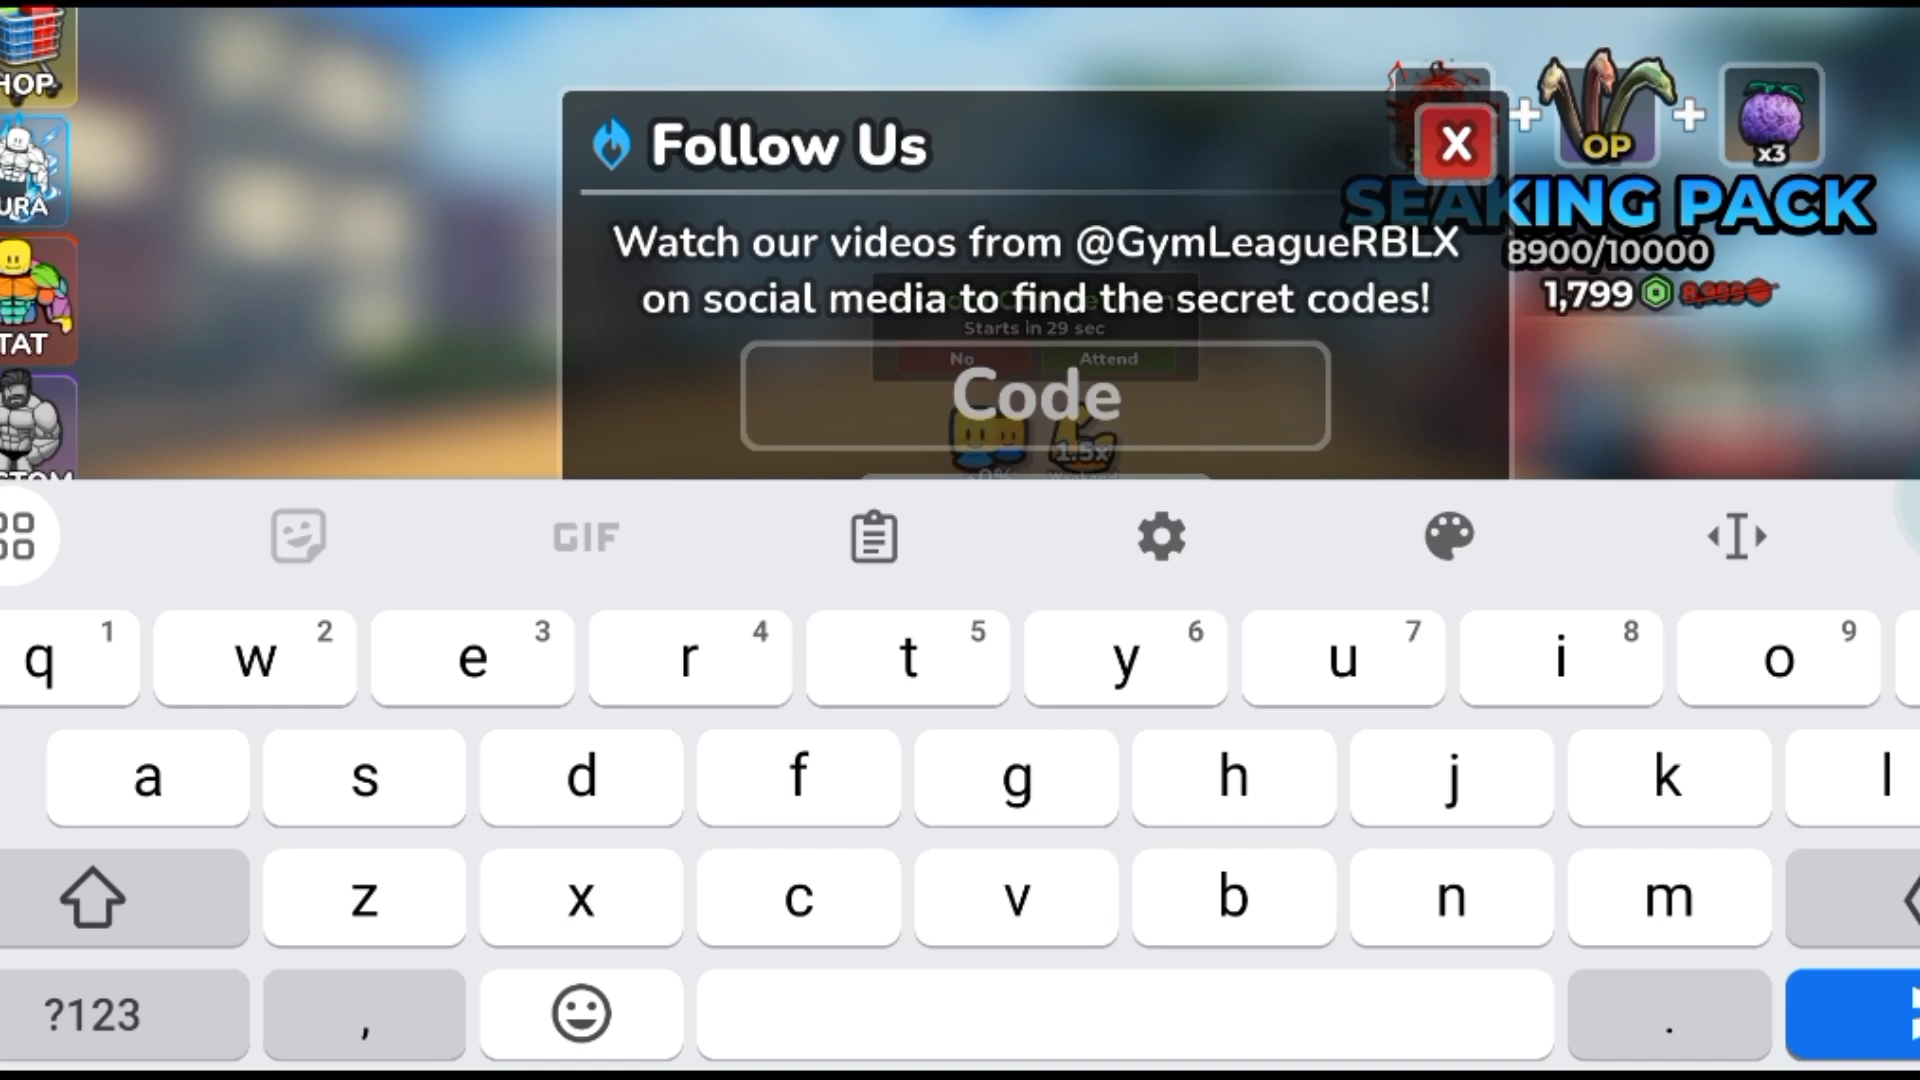 HOP
URA
TAT
Follow Us
X
OP
x3
SEAKING PACK
8900/10000
1,799
8,999
Watch our videos from @GymLeagueRBLX
on social media to find the secret codes!
Starts in 29 sec
No
Attend
Code
1.5x
GIF
q 1 w 2 e 3 r 4 t 5 y 6 u 7 i 8 o 9
a s d f g h j k l
z x c v b n m
?123 , .